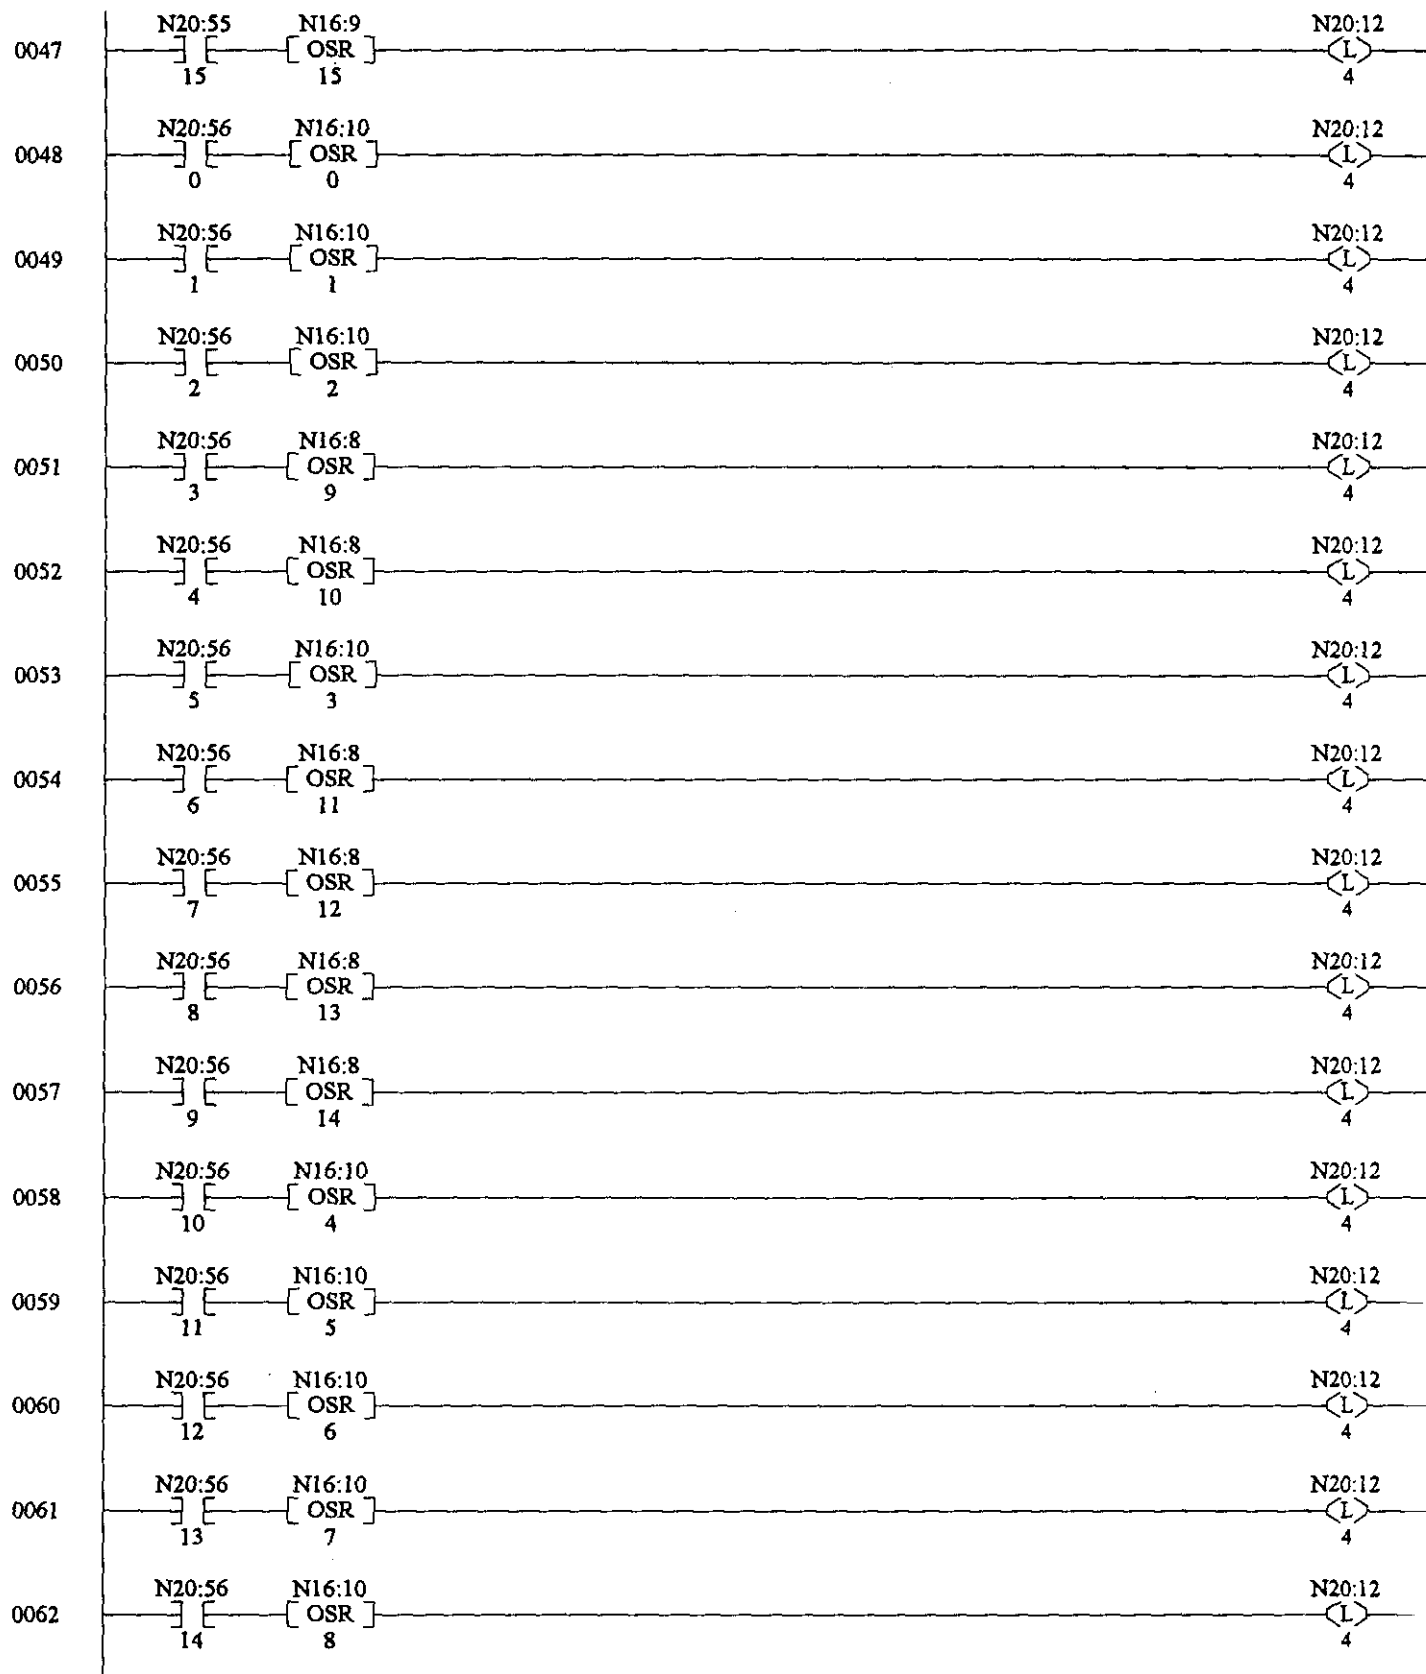 N20:55 N16:9 N20:12
0047 OSR L
15 15 4
N20:56 N16:10 N20:12
0048 OSR L
0 0 4
N20:56 N16:10 N20:12
0049 OSR L
1 1 4
N20:56 N16:10 N20:12
0050 OSR L
2 2 4
N20:56 N16:8 N20:12
0051 OSR L
3 9 4
N20:56 N16:8 N20:12
0052 OSR L
4 10 4
N20:56 N16:10 N20:12
0053 OSR L
5 3 4
N20:56 N16:8 N20:12
0054 OSR L
6 11 4
N20:56 N16:8 N20:12
0055 OSR L
7 12 4
N20:56 N16:8 N20:12
0056 OSR L
8 13 4
N20:56 N16:8 N20:12
0057 OSR L
9 14 4
N20:56 N16:10 N20:12
0058 OSR L
10 4 4
N20:56 N16:10 N20:12
0059 OSR L
11 5 4
N20:56 N16:10 N20:12
0060 OSR L
12 6 4
N20:56 N16:10 N20:12
0061 OSR L
13 7 4
N20:56 N16:10 N20:12
0062 OSR L
14 8 4